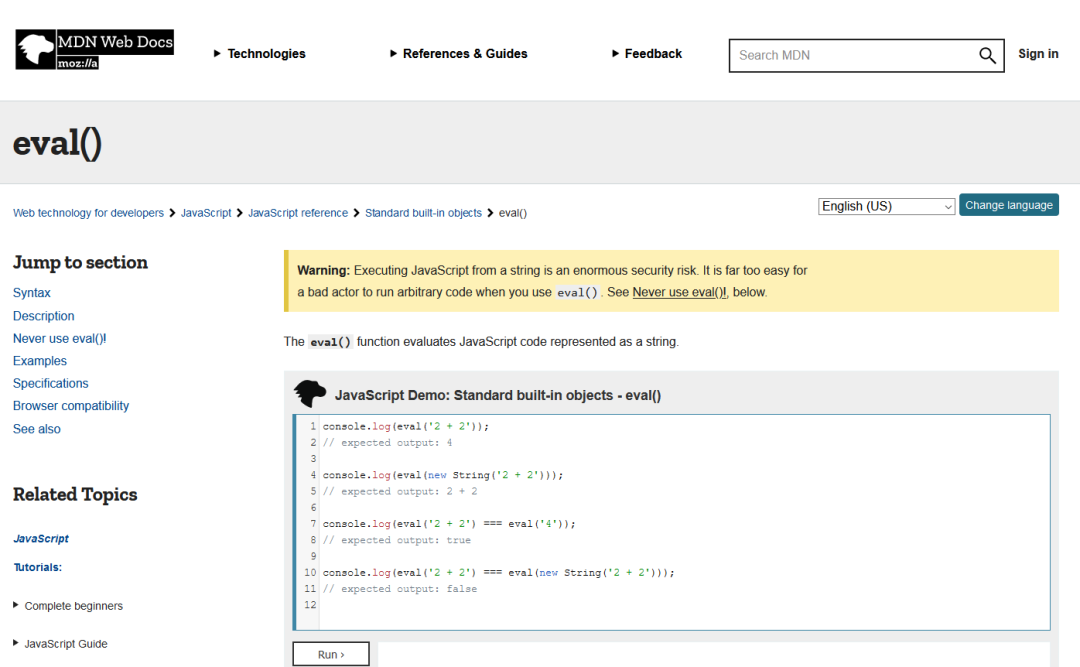 MDN Web Docs
moz://a
Technologies
References & Guides
Feedback
Search MDN
Sign in
eval()
Web technology for developers
JavaScript
JavaScript reference
Standard built-in objects
eval()
English (US)
Change language
Jump to section
Syntax
Description
Never use eval()!
Examples
Specifications
Browser compatibility
See also
Related Topics
JavaScript
Tutorials:
Complete beginners
JavaScript Guide
Warning: Executing JavaScript from a string is an enormous security risk. It is far too easy for
a bad actor to run arbitrary code when you use eval(). See Never use eval()!, below.
The eval() function evaluates JavaScript code represented as a string.
JavaScript Demo: Standard built-in objects - eval()
1 console.log(eval('2 + 2'));
2 // expected output: 4
3
4 console.log(eval(new String('2 + 2')));
5 // expected output: 2 + 2
6
7 console.log(eval('2 + 2') === eval('4'));
8 // expected output: true
9
10 console.log(eval('2 + 2') === eval(new String('2 + 2')));
11 // expected output: false
12
Run ›